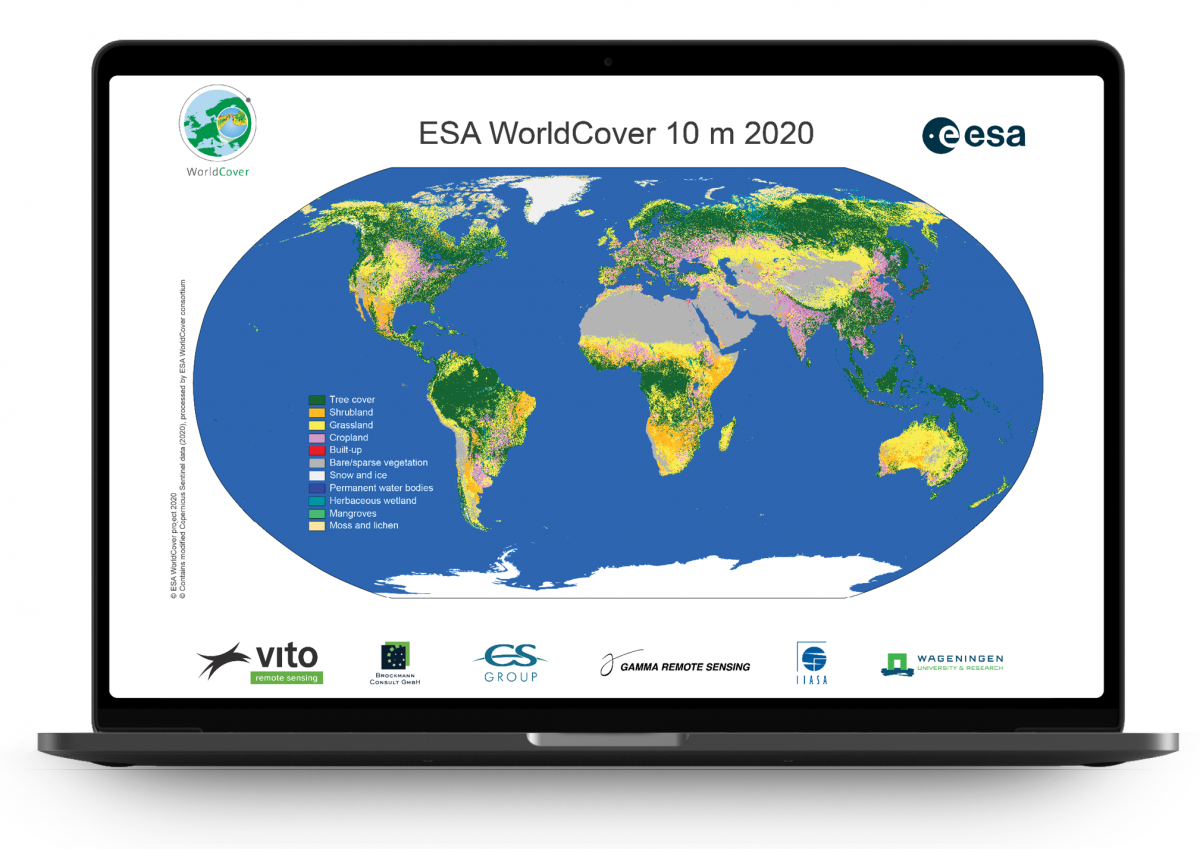 WorldCover
ESA WorldCover 10 m 2020
esa
© ESA WorldCover project 2020
© Contains modified Copernicus Sentinel data (2020), processed by ESA WorldCover consortium
Tree cover
Shrubland
Grassland
Cropland
Built-up
Bare/sparse vegetation
Snow and ice
Permanent water bodies
Herbaceous wetland
Mangroves
Moss and lichen
vito
remote sensing
Brockmann
Consult GmbH
CS
GROUP
GAMMA REMOTE SENSING
IIASA
WAGENINGEN
UNIVERSITY & RESEARCH